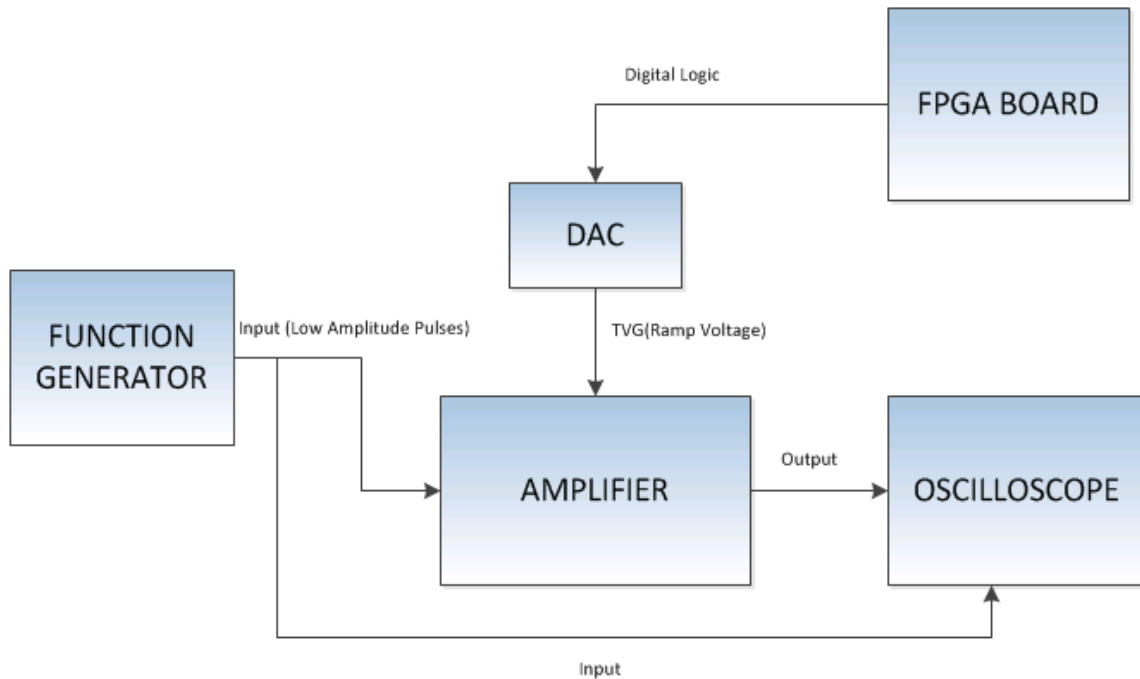 Digital Logic
FPGA BOARD
DAC
FUNCTION
GENERATOR
Input (Low Amplitude Pulses)
TVG(Ramp Voltage)
AMPLIFIER
Output
OSCILLOSCOPE
Input